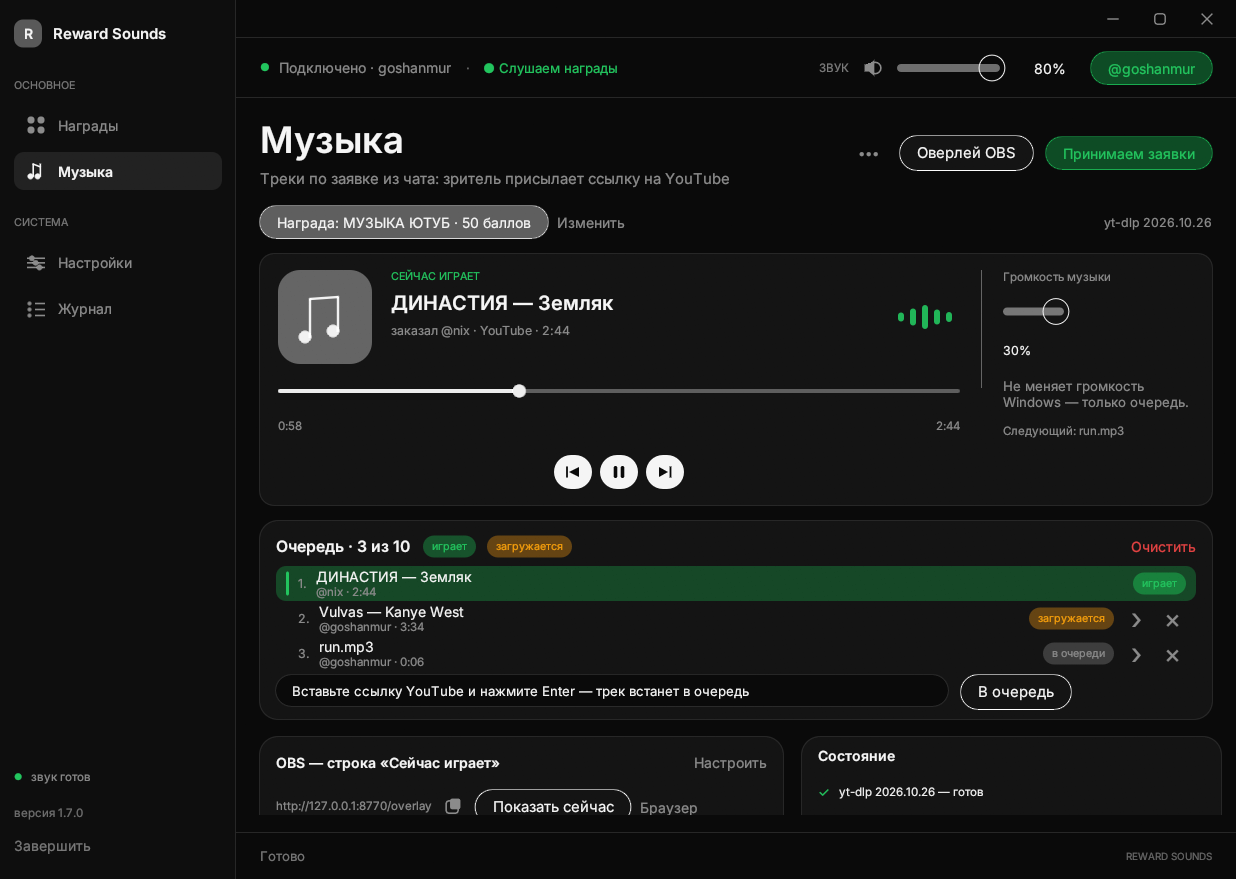 R Reward Sounds
ОСНОВНОЕ
Награды
Музыка
СИСТЕМА
Настройки
Журнал
звук готов
версия 1.7.0
Завершить
Подключено · goshanmur · Слушаем награды
ЗВУК 80% @goshanmur
Музыка
Треки по заявке из чата: зритель присылает ссылку на YouTube
Оверлей OBS Принимаем заявки
Награда: МУЗЫКА ЮТУБ · 50 баллов Изменить
yt-dlp 2026.10.26
СЕЙЧАС ИГРАЕТ
ДИНАСТИЯ — Земляк
заказал @nix · YouTube · 2:44
0:58 2:44
Громкость музыки
30%
Не меняет громкость
Windows — только очередь.
Следующий: run.mp3
Очередь · 3 из 10 играет загружается Очистить
1. ДИНАСТИЯ — Земляк играет
@nix · 2:44
2. Vulvas — Kanye West загружается
@goshanmur · 3:34
3. run.mp3 в очереди
@goshanmur · 0:06
Вставьте ссылку YouTube и нажмите Enter — трек встанет в очередь В очередь
OBS — строка «Сейчас играет» Настроить
http://127.0.0.1:8770/overlay Показать сейчас Браузер
Состояние
yt-dlp 2026.10.26 — готов
Готово
REWARD SOUNDS